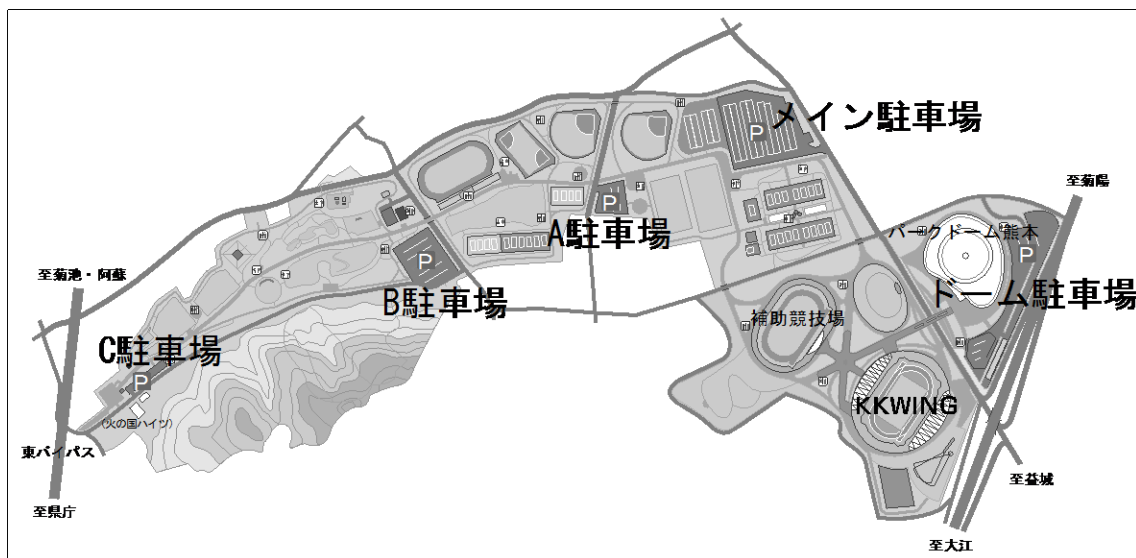 メイン駐車場
P
至菊陽
P
A駐車場
パークドーム熊本
P
ドーム駐車場
P
B駐車場
至菊池・阿蘇
補助競技場
C駐車場
P
KKWING
(火の国ハイツ)
東バイパス
至益城
至県庁
至大江